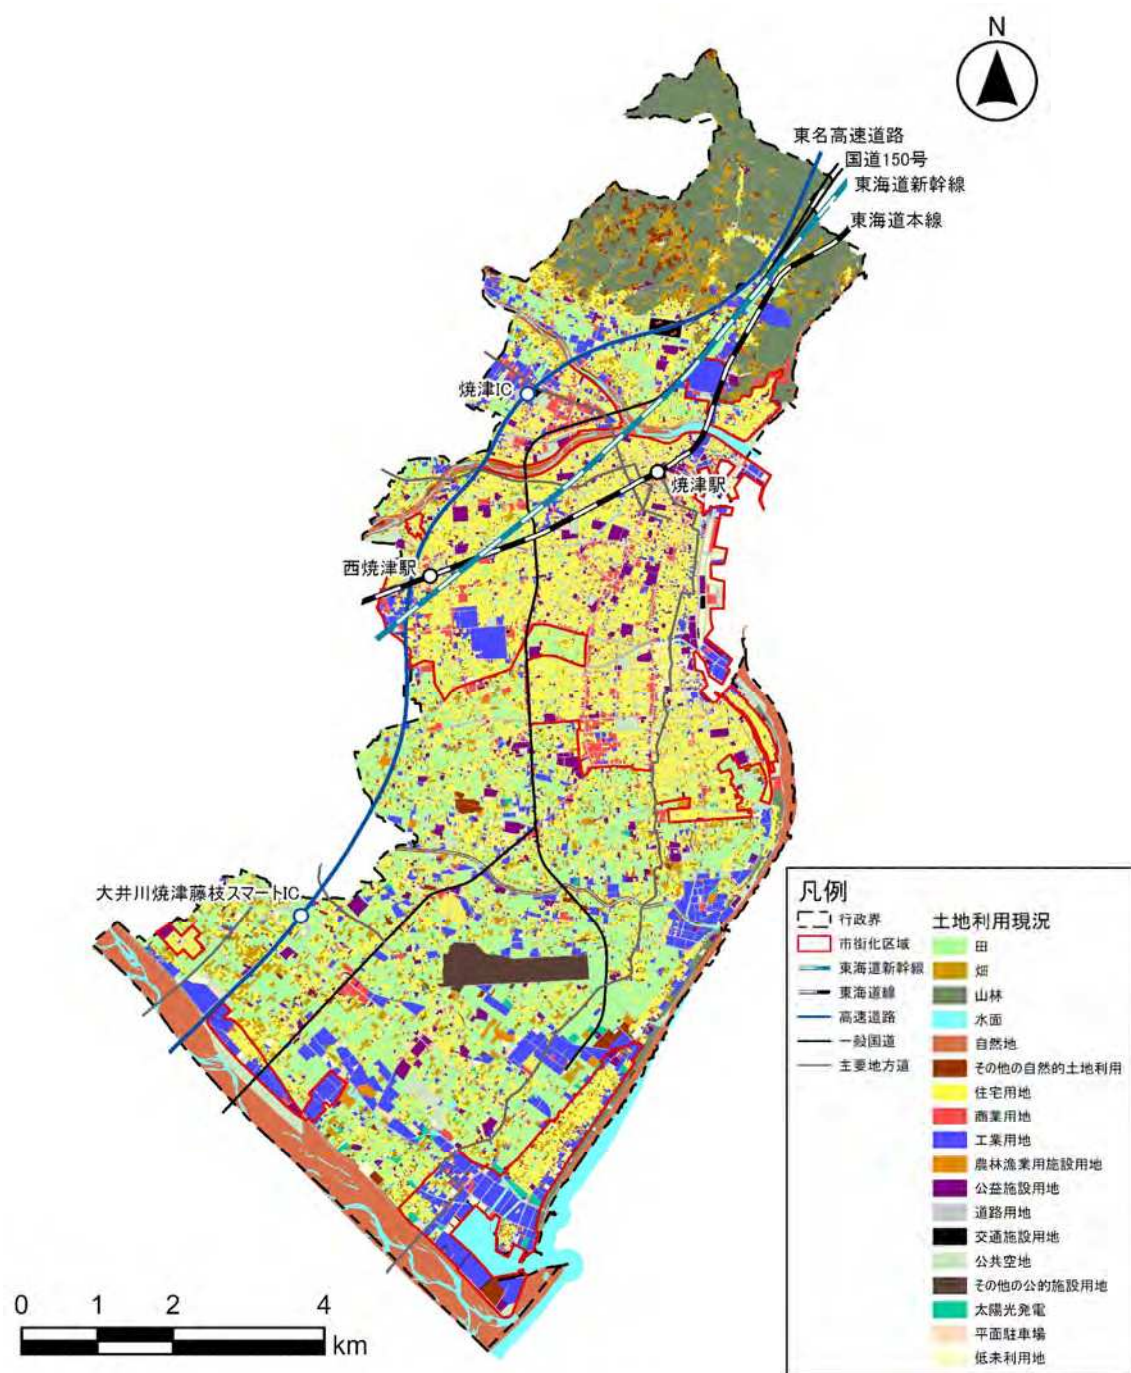 N
東名高速道路
国道150号
東海道新幹線
東海道本線
焼津IC
焼津駅
西焼津駅
大井川焼津藤枝スマートIC
凡例
行政界
市街化区域
東海道新幹線
東海道線
高速道路
一般国道
主要地方道
土地利用現況
田
畑
山林
水面
自然地
その他の自然的土地利用
住宅用地
商業用地
工業用地
農林漁業用施設用地
公益施設用地
道路用地
交通施設用地
公共空地
その他の公的施設用地
太陽光発電
平面駐車場
低未利用地
0 1 2 4
km